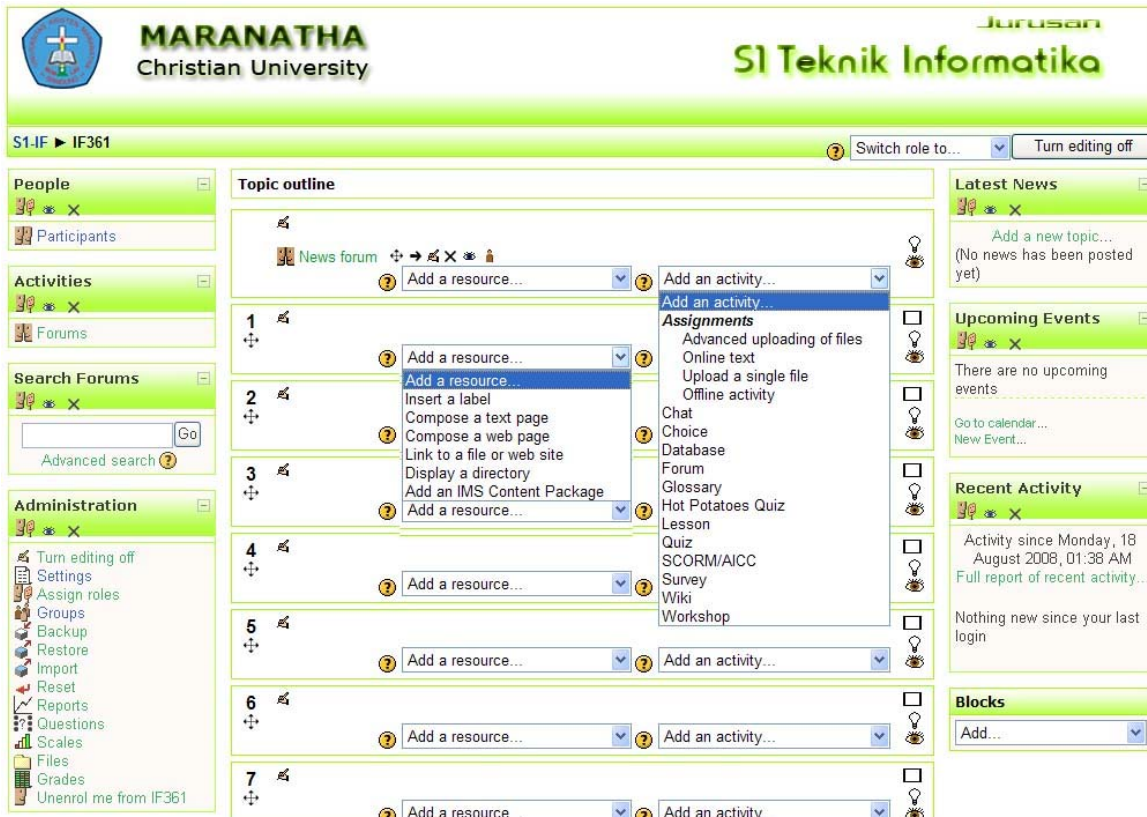 MARANATHA
Christian University
Jurusan
S1 Teknik Informatika
S1-IF ► IF361
Switch role to...
Turn editing off
People
Participants
Activities
Forums
Search Forums
Go
Advanced search
Administration
Turn editing off
Settings
Assign roles
Groups
Backup
Restore
Import
Reset
Reports
Questions
Scales
Files
Grades
Unenrol me from IF361
Topic outline
News forum
Add a resource...
Add an activity...
Add an activity...
Assignments
Advanced uploading of files
Online text
Upload a single file
Offline activity
Chat
Choice
Database
Forum
Glossary
Hot Potatoes Quiz
Lesson
Quiz
SCORM/AICC
Survey
Wiki
Workshop
1
Add a resource...
Add a resource...
Insert a label
Compose a text page
Compose a web page
Link to a file or web site
Display a directory
Add an IMS Content Package
2
3
Add a resource...
4
Add a resource...
5
Add a resource...
Add an activity...
6
Add a resource...
Add an activity...
7
Add a resource...
Add an activity...
Latest News
Add a new topic...
(No news has been posted
yet)
Upcoming Events
There are no upcoming
events
Go to calendar...
New Event...
Recent Activity
Activity since Monday, 18
August 2008, 01:38 AM
Full report of recent activity...
Nothing new since your last
login
Blocks
Add...